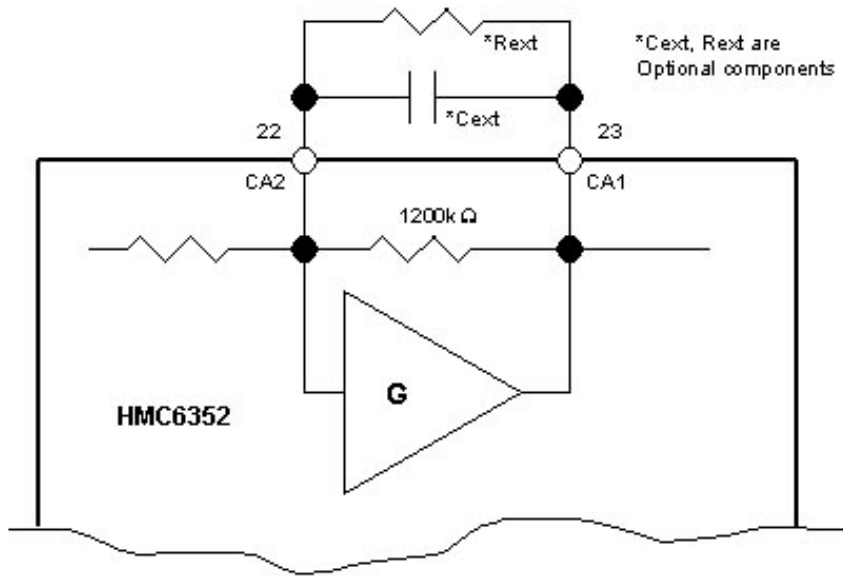 *Rext
*Cext, Rext are
Optional components
*Cext
22
23
CA2
CA1
1200k Ω
G
HMC6352